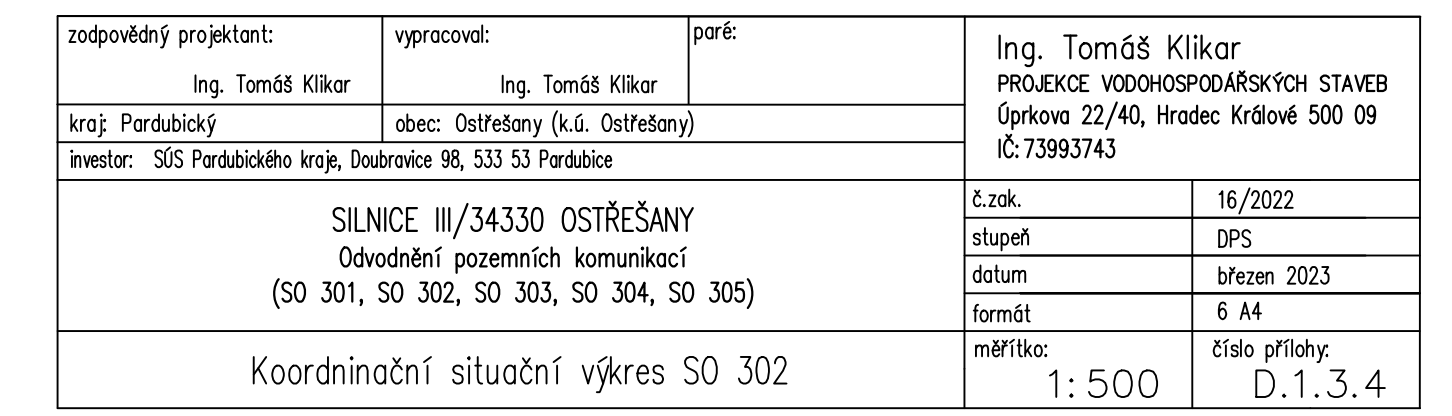 zodpovědný projektant:
Ing. Tomáš Klikar
vypracoval:
Ing. Tomáš Klikar
paré:
kraj: Pardubický
obec: Ostřešany (k.ú. Ostřešany)
investor: SÚS Pardubického kraje, Doubravice 98, 533 53 Pardubice
Ing. Tomáš Klikar
PROJEKCE VODOHOSPODÁŘSKÝCH STAVEB
Úprkova 22/40, Hradec Králové 500 09
IČ: 73993743
SILNICE III/34330 OSTŘEŠANY
Odvodnění pozemních komunikací
(SO 301, SO 302, SO 303, SO 304, SO 305)
č.zak. 16/2022
stupeň DPS
datum březen 2023
formát 6 A4
Koordninační situační výkres SO 302
měřítko:
1:500
číslo přílohy:
D.1.3.4